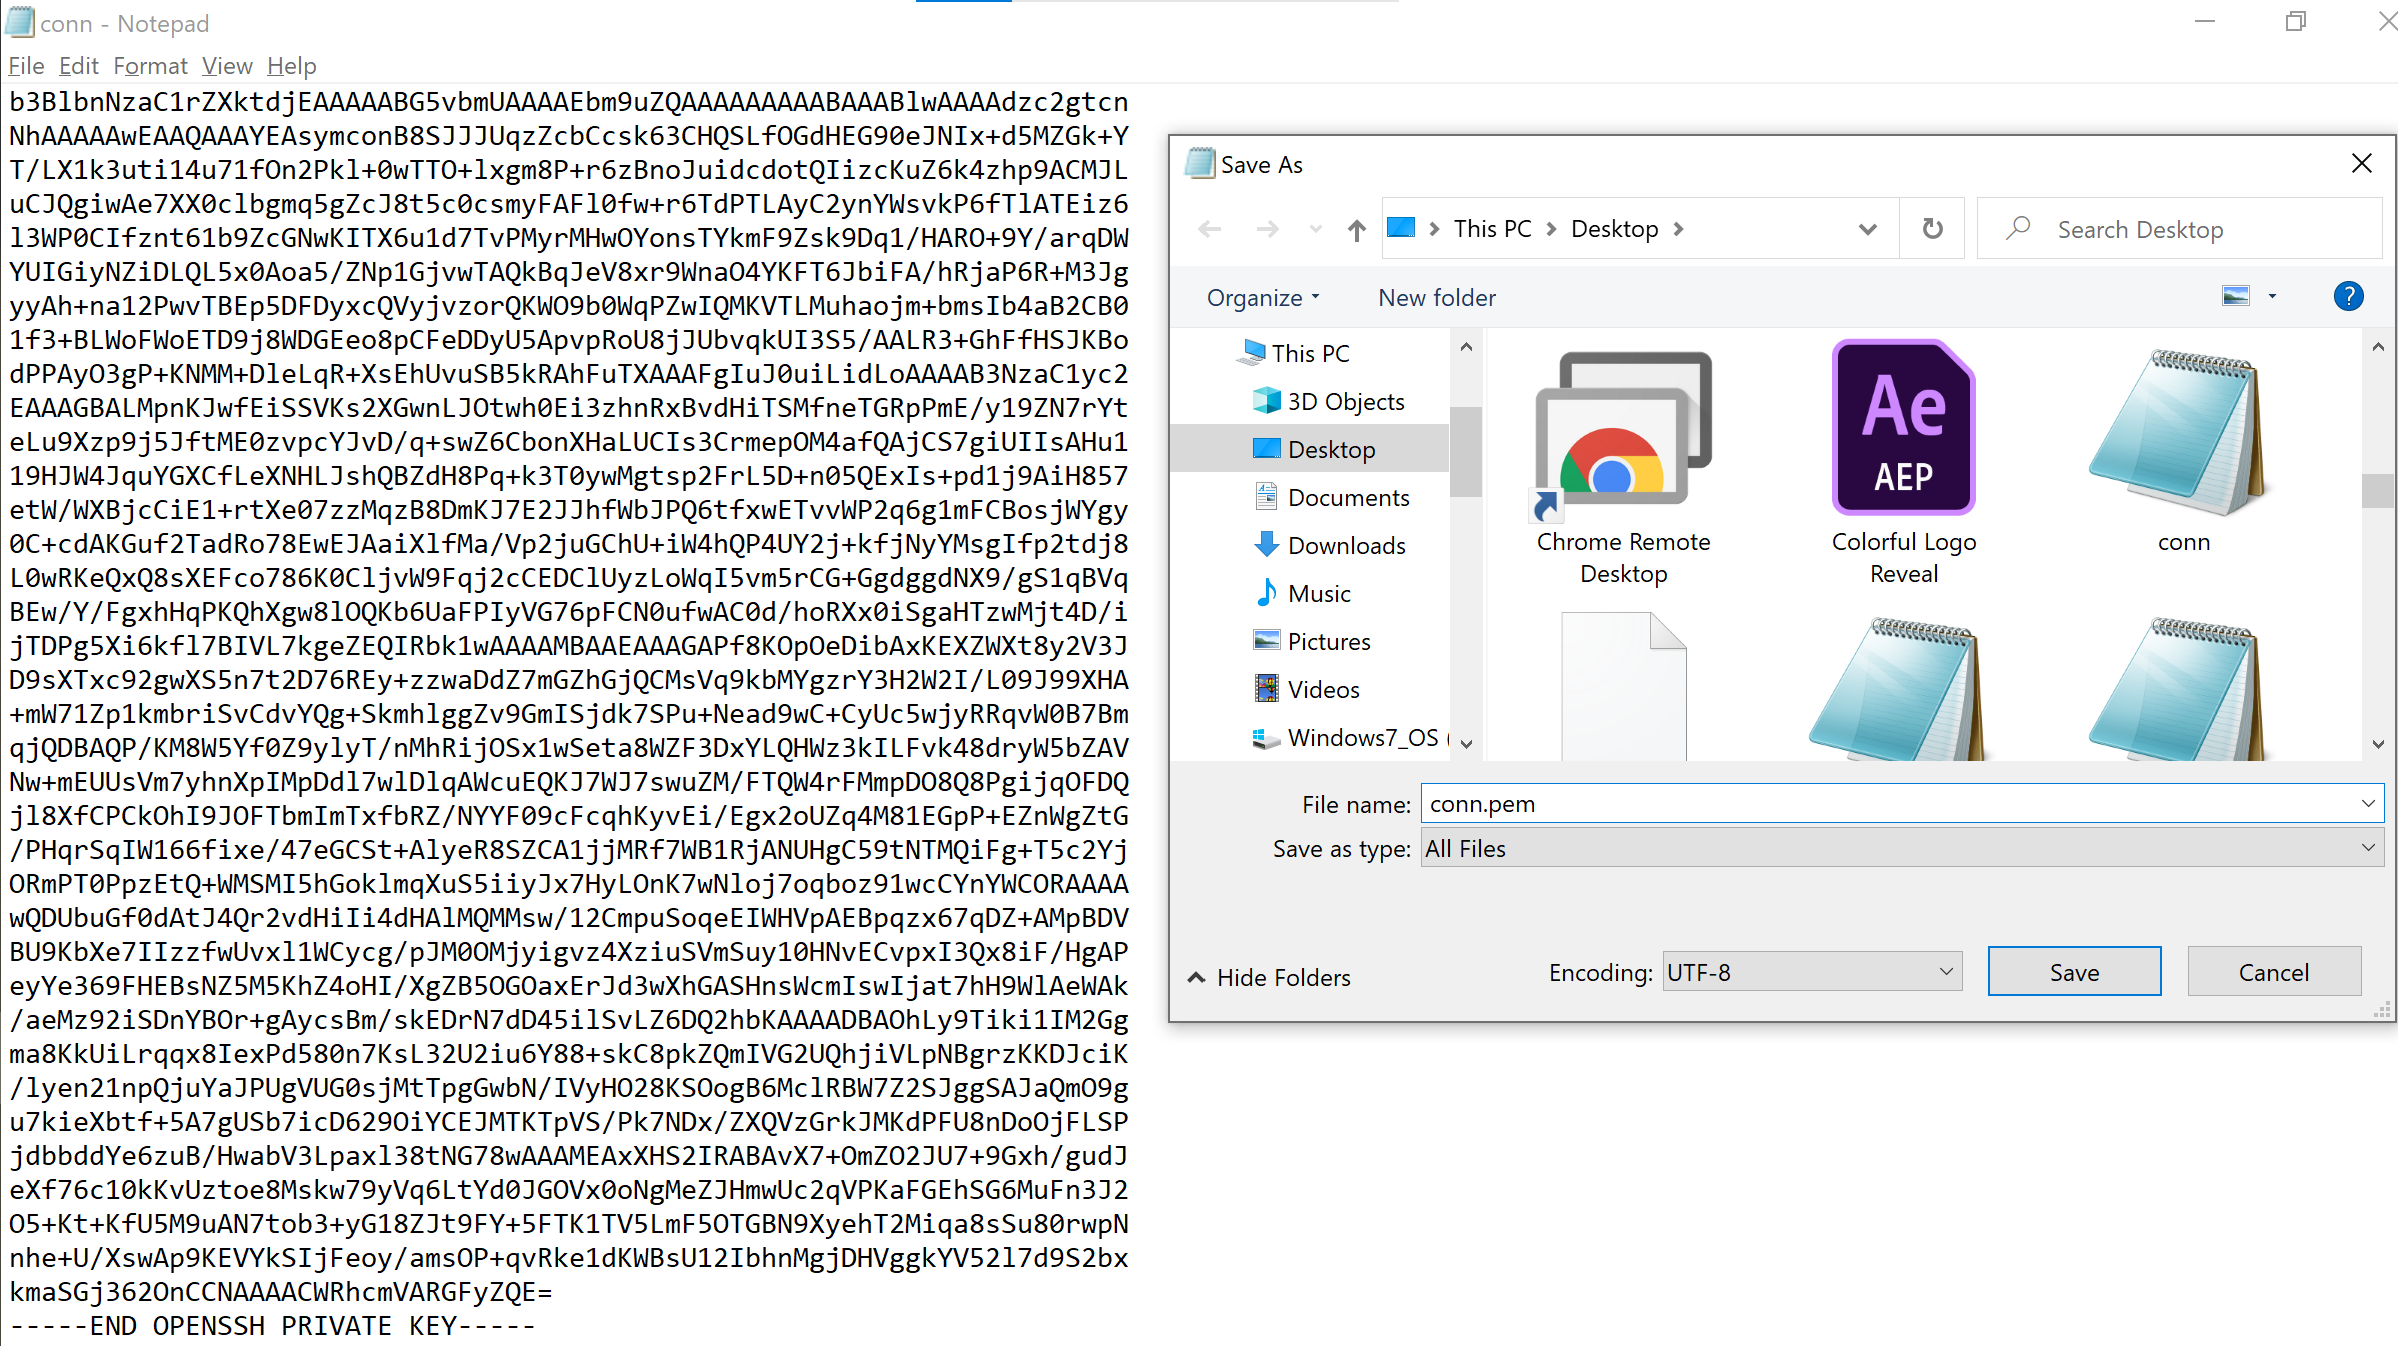 conn - Notepad
File Edit Format View Help
b3BlbnNzaC1rZXktdjEAAAAABG5vbmUAAAAEbm9uZQAAAAAAAAABAAABlwAAAAdzc2gtcn
NhAAAAAwEAAQAAAYEAsymconB8SJJJUqzZcbCcsk63CHQSLfOGdHEG90eJNIx+d5MZGk+Y
T/LX1k3uti14u71fOn2Pkl+0wTTO+lxgm8P+r6zBnoJuidcdotQIizcKuZ6k4zhp9ACMJL
uCJQgiwAe7XX0clbgmq5gZcJ8t5c0csmyFAFl0fw+r6TdPTLAyC2ynYWsvkP6fTlATEiz6
l3WP0CIfznt61b9ZcGNwKITX6u1d7TvPMyrMHwOYonsTYkmF9Zsk9Dq1/HARO+9Y/arqDW
YUIGiyNZiDLQL5x0Aoa5/ZNp1GjvwTAQkBqJeV8xr9WnaO4YKFT6JbiFA/hRjaP6R+M3Jg
yyAh+na12PwvTBEp5DFDyxcQVyjvzorQKWO9b0WqPZwIQMKVTLMuhaojm+bmsIb4aB2CB0
1f3+BLWoFWoETD9j8WDGEeo8pCFeDDyU5ApvpRoU8jJUbvqkUI3S5/AALR3+GhFfHSJKBo
dPPAyO3gP+KNMM+DleLqR+XsEhUvuSB5kRAhFuTXAAAFgIuJ0uiLidLoAAAAB3NzaC1yc2
EAAAGBALMpnKJwfEiSSVKs2XGwnLJOtwh0Ei3zhnRxBvdHiTSMfneTGRpPmE/y19ZN7rYt
eLu9Xzp9j5JftME0zvpcYJvD/q+swZ6CbonXHaLUCIs3CrmepOM4afQAjCS7giUIIsAHu1
19HJW4JquYGXCfLeXNHLJshQBZdH8Pq+k3T0ywMgtsp2FrL5D+n05QExIs+pd1j9AiH857
etW/WXBjcCiE1+rtXe07zzMqzB8DmKJ7E2JJhfWbJPQ6tfxwETvvWP2q6g1mFCBosjWYgy
0C+cdAKGuf2TadRo78EwEJAaiXlfMa/Vp2juGChU+iW4hQP4UY2j+kfjNyYMsgIfp2tdj8
L0wRKeQxQ8sXEFco786K0CljvW9Fqj2cCEDClUyzLoWqI5vm5rCG+GgdggdNX9/gS1qBVq
BEw/Y/FgxhHqPKQhXgw8lOQKb6UaFPIyVG76pFCN0ufwAC0d/hoRXx0iSgaHTzwMjt4D/i
jTDPg5Xi6kfl7BIVL7kgeZEQIRbk1wAAAAMBAAEAAAGAPf8KOpOeDibAxKEXZWXt8y2V3J
D9sXTxc92gwXS5n7t2D76REy+zzwaDdZ7mGZhGjQCMsVq9kbMYgzrY3H2W2I/L09J99XHA
+mW71Zp1kmbriSvCdvYQg+SkmhlggZv9GmISjdk7SPu+Nead9wC+CyUc5wjyRRqvW0B7Bm
qjQDBAQP/KM8W5Yf0Z9ylyT/nMhRijOSx1wSeta8WZF3DxYLQHWz3kILFvk48dryW5bZAV
Nw+mEUUsVm7yhnXpIMpDdl7wlDlqAWcuEQKJ7WJ7swuZM/FTQW4rFMmpDO8Q8PgijqOFDQ
jl8XfCPCkOhI9JOFTbmImTxfbRZ/NYYF09cFcqhKyvEi/Egx2oUZq4M81EGpP+EZnWgZtG
/PHqrSqIW166fixe/47eGCSt+AlyeR8SZCA1jjMRf7WB1RjANUHgC59tNTMQiFg+T5c2Yj
ORmPT0PpzEtQ+WMSMI5hGoklmqXuS5iiyJx7HyLOnK7wNloj7oqboz91wcCYnYWCORAAAA
wQDUbuGf0dAtJ4Qr2vdHiIi4dHAlMQMMsw/12CmpuSoqeEIWHVpAEBpqzx67qDZ+AMpBDV
BU9KbXe7IIzzfwUvxl1WCycg/pJM0OMjyigvz4XziuSVmSuy10HNvECvpxI3Qx8iF/HgAP
eyYe369FHEBsNZ5M5KhZ4oHI/XgZB5OGOaxErJd3wXhGASHnsWcmIswIjat7hH9WlAeWAk
/aeMz92iSDnYBOr+gAycsBm/skEDrN7dD45ilSvLZ6DQ2hbKAAAADBAOhLy9Tiki1IM2Gg
ma8KkUiLrqqx8IexPd580n7KsL32U2iu6Y88+skC8pkZQmIVG2UQhjiVLpNBgrzKKDJciK
/lyen21npQjuYaJPUgVUG0sjMtTpgGwbN/IVyHO28KSOogB6MclRBW7Z2SJggSAJaQmO9g
u7kieXbtf+5A7gUSb7icD629OiYCEJMTKTpVS/Pk7NDx/ZXQVzGrkJMKdPFU8nDoOjFLSP
jdbbddYe6zuB/HwabV3Lpaxl38tNG78wAAAMEAxXHS2IRABAvX7+OmZO2JU7+9Gxh/gudJ
eXf76c10kKvUztoe8Mskw79yVq6LtYd0JGOVx0oNgMeZJHmwUc2qVPKaFGEhSG6MuFn3J2
O5+Kt+KfU5M9uAN7tob3+yG18ZJt9FY+5FTK1TV5LmF5OTGBN9XyehT2Miqa8sSu80rwpN
nhe+U/XswAp9KEVYkSIjFeoy/amsOP+qvRke1dKWBsU12IbhnMgjDHVggkYV52l7d9S2bx
kmaSGj362OnCCNAAAACWRhcmVARGFyZQE=
-----END OPENSSH PRIVATE KEY-----
Save As
This PC
Desktop
Search Desktop
Organize
New folder
This PC
3D Objects
Desktop
Documents
Downloads
Music
Pictures
Videos
Windows7_OS (
Chrome Remote
Desktop
Ae
AEP
Colorful Logo
Reveal
conn
File name: conn.pem
Save as type: All Files
Hide Folders
Encoding: UTF-8
Save
Cancel